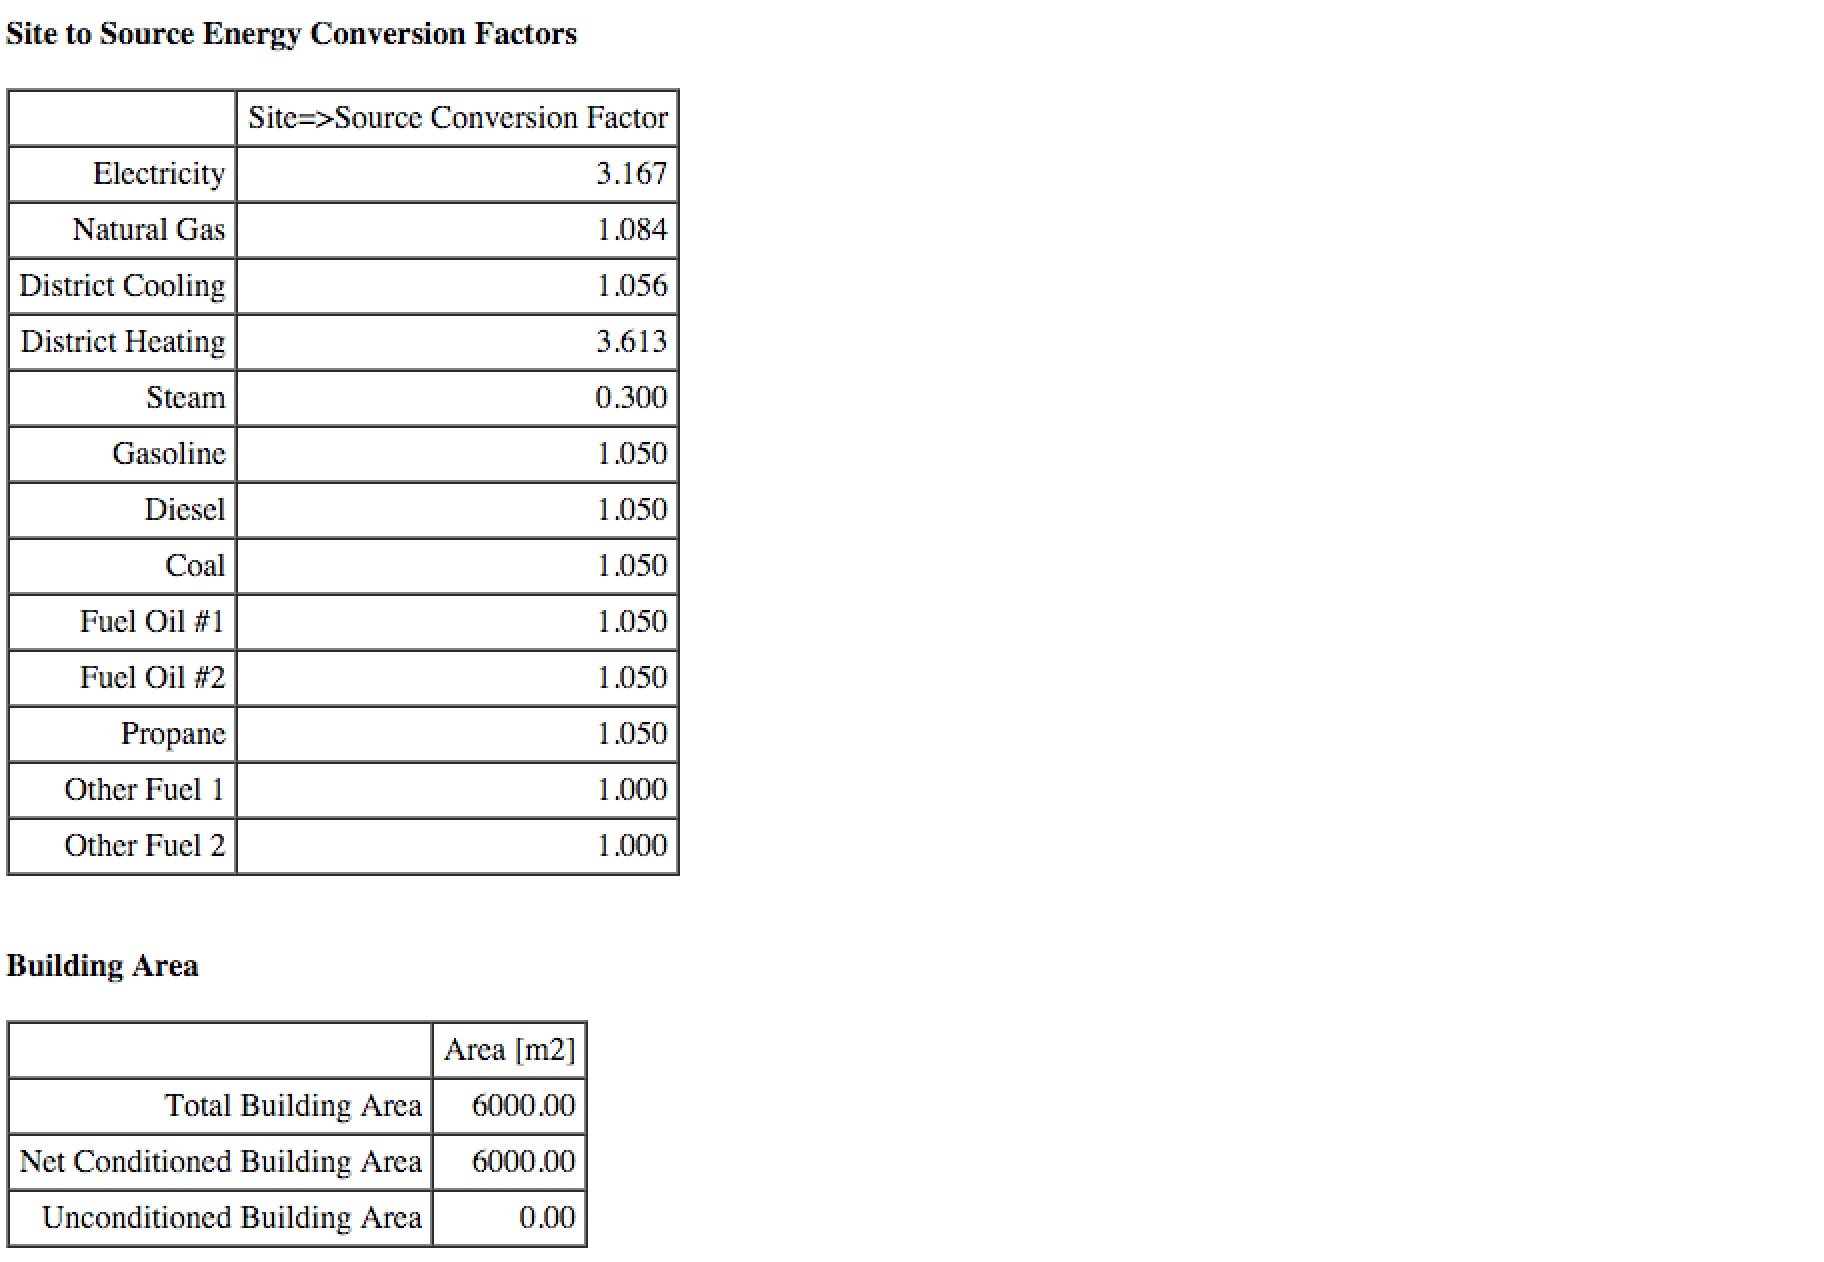 Site to Source Energy Conversion Factors
Site=>Source Conversion Factor
Electricity 3.167
Natural Gas 1.084
District Cooling 1.056
District Heating 3.613
Steam 0.300
Gasoline 1.050
Diesel 1.050
Coal 1.050
Fuel Oil #1 1.050
Fuel Oil #2 1.050
Propane 1.050
Other Fuel 1 1.000
Other Fuel 2 1.000
Building Area
Area [m2]
Total Building Area 6000.00
Net Conditioned Building Area 6000.00
Unconditioned Building Area 0.00